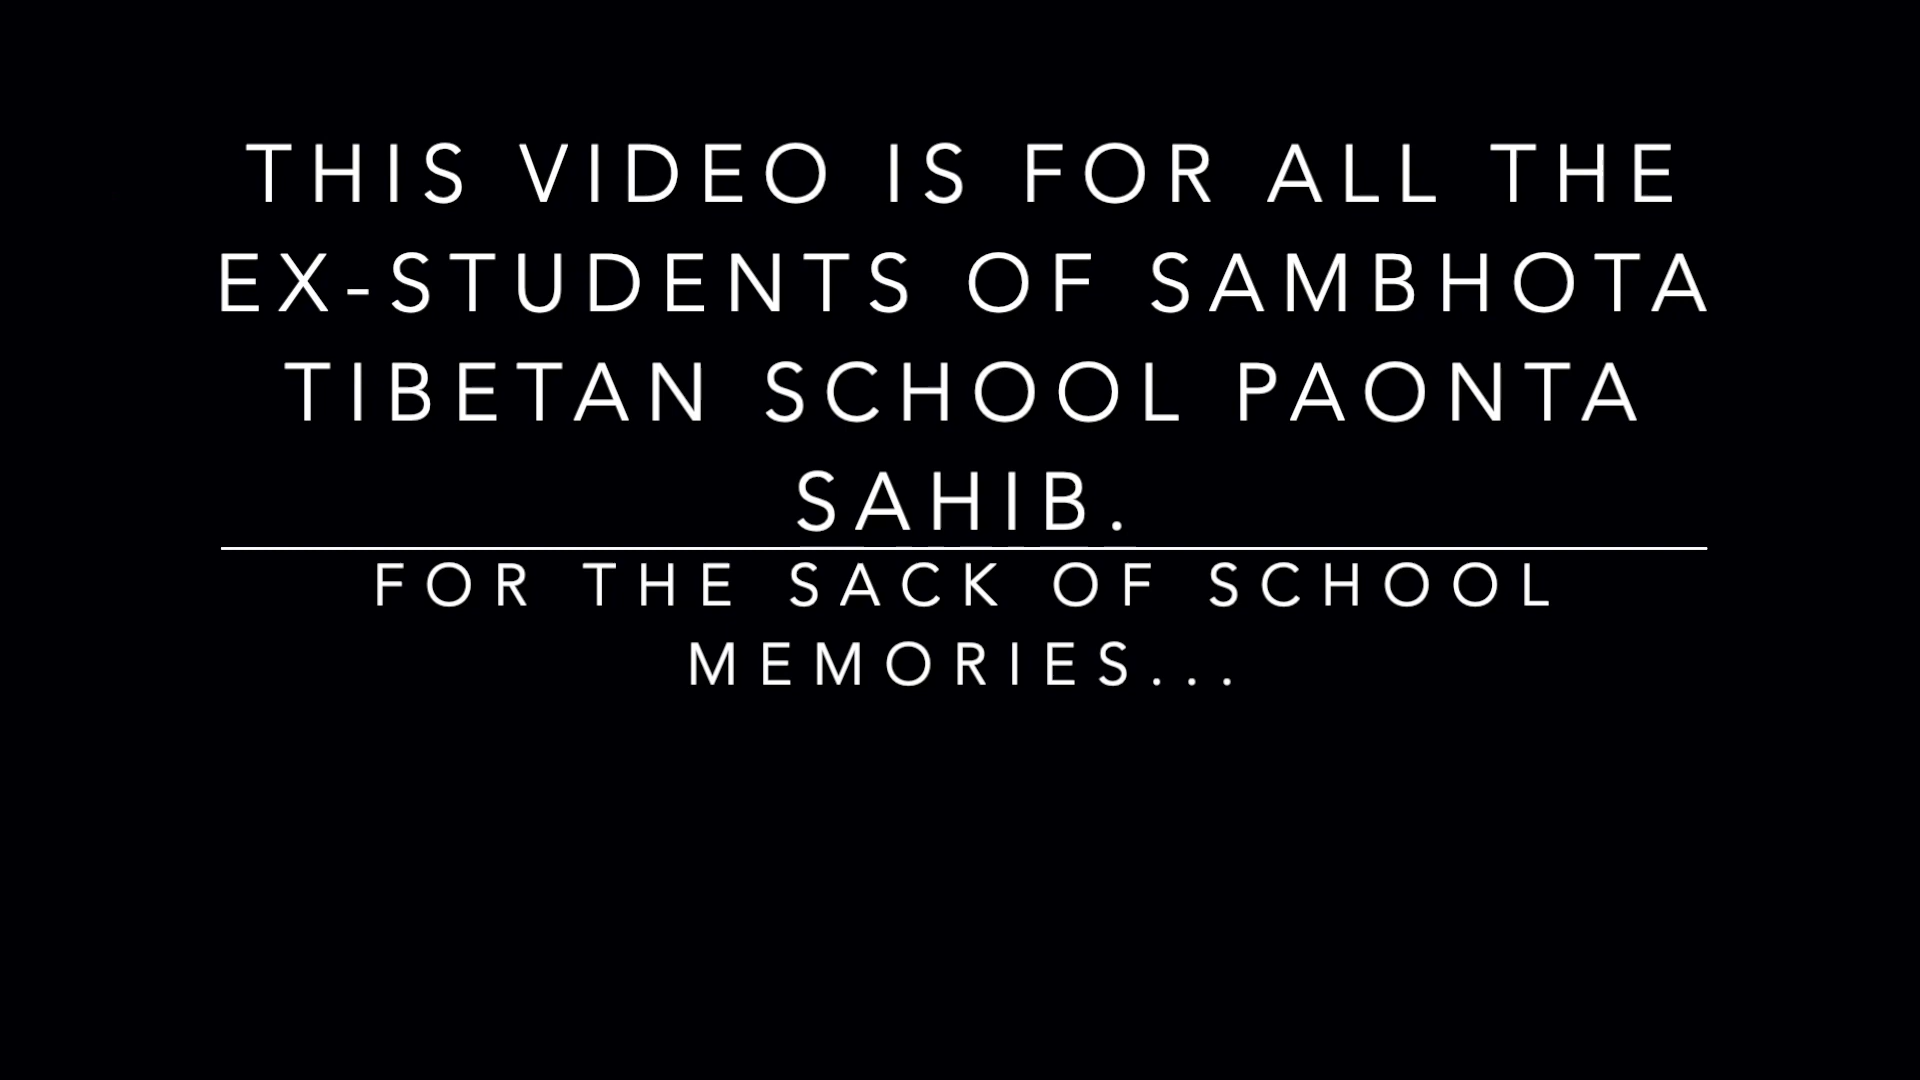 THIS VIDEO IS FOR ALL THE
EX-STUDENTS OF SAMBHOTA
TIBETAN SCHOOL PAONTA
SAHIB.
FOR THE SACK OF SCHOOL
MEMORIES...